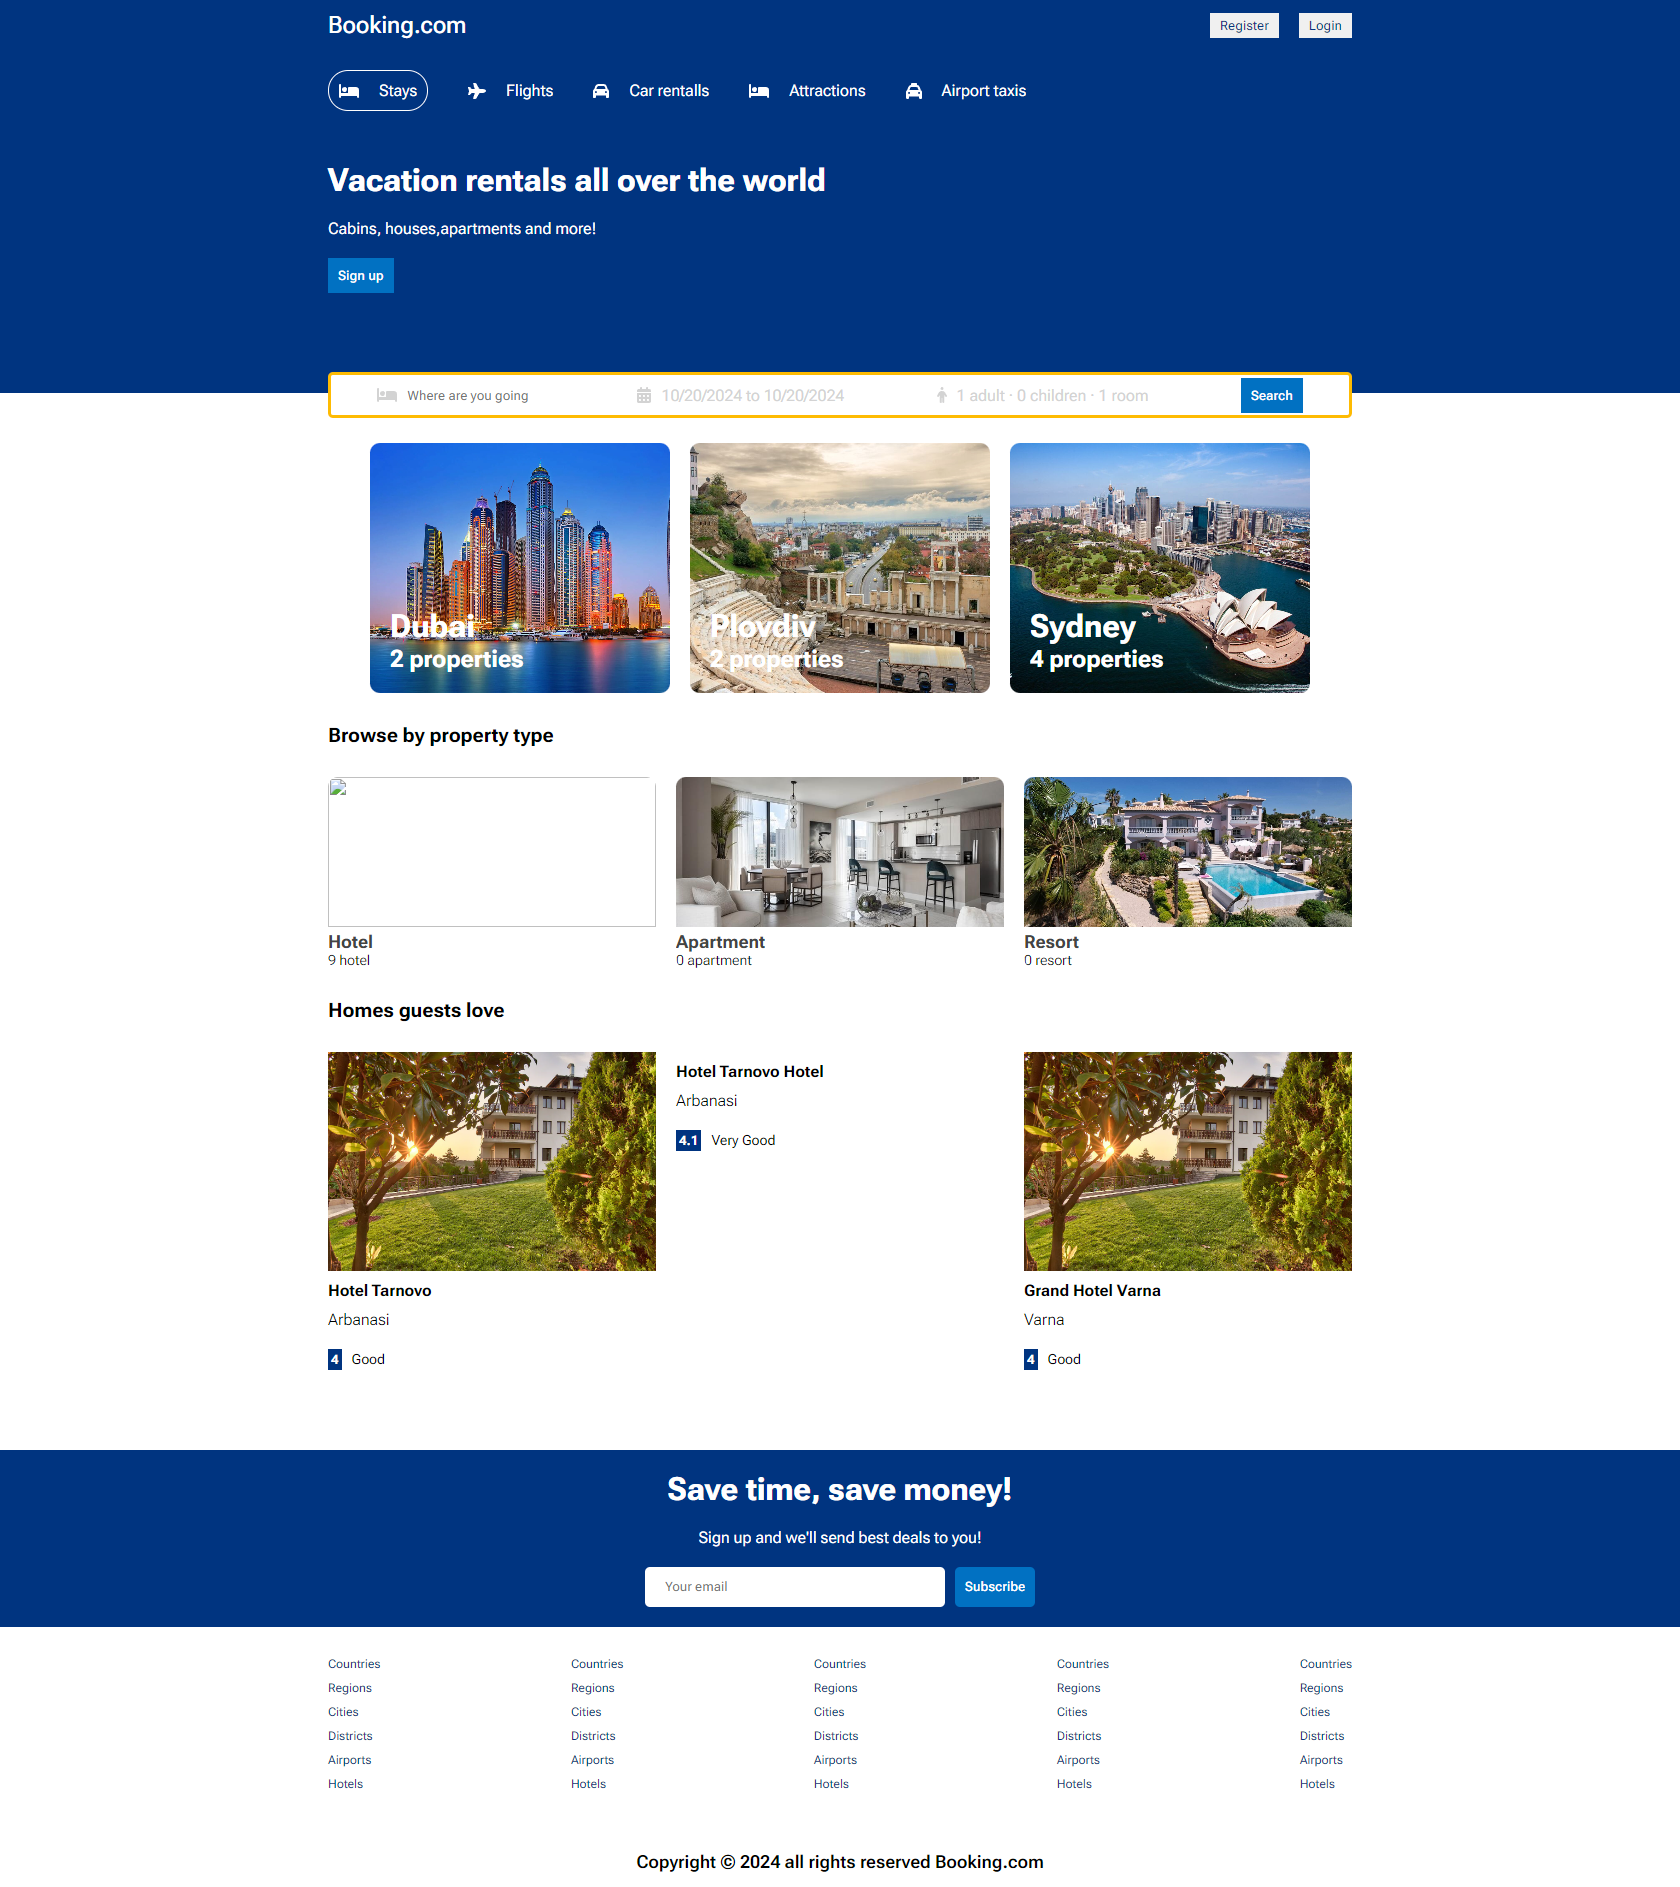 Booking.com
Register
Login
Stays
Flights
Car rentalls
Attractions
Airport taxis
Vacation rentals all over the world
Cabins, houses,apartments and more!
Sign up
Where are you going
10/20/2024 to 10/20/2024
1 adult · 0 children · 1 room
Search
Dubai
2 properties
Plovdiv
2 properties
Sydney
4 properties
Browse by property type
Hotel
9 hotel
Apartment
0 apartment
Resort
0 resort
Homes guests love
Hotel Tarnovo
Arbanasi
4 Good
Hotel Tarnovo Hotel
Arbanasi
4.1 Very Good
Grand Hotel Varna
Varna
4 Good
Save time, save money!
Sign up and we'll send best deals to you!
Your email
Subscribe
Countries
Regions
Cities
Districts
Airports
Hotels
Countries
Regions
Cities
Districts
Airports
Hotels
Countries
Regions
Cities
Districts
Airports
Hotels
Countries
Regions
Cities
Districts
Airports
Hotels
Countries
Regions
Cities
Districts
Airports
Hotels
Copyright © 2024 all rights reserved Booking.com